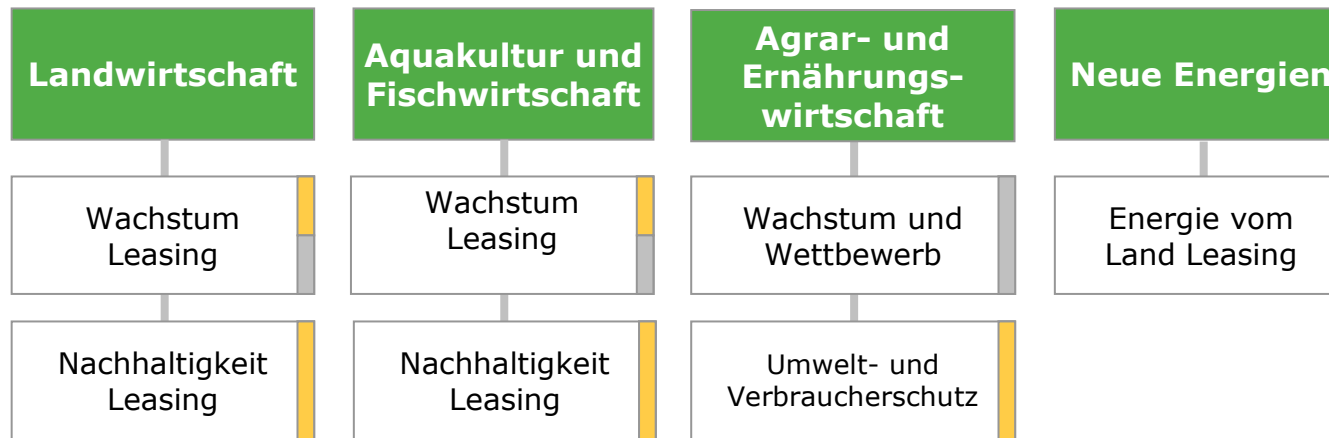 Landwirtschaft
Wachstum
Leasing
Nachhaltigkeit
Leasing
Aquakultur und
Fischwirtschaft
Wachstum
Leasing
Nachhaltigkeit
Leasing
Agrar- und
Ernährungs-
wirtschaft
Wachstum und
Wettbewerb
Umwelt- und
Verbraucherschutz
Neue Energien
Energie vom
Land Leasing